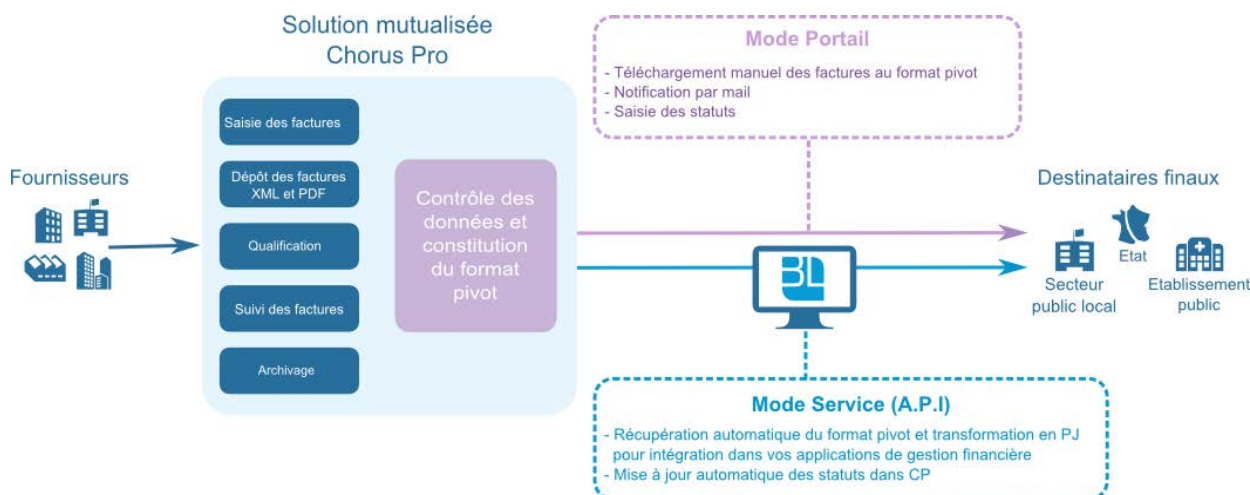 Solution mutualisée
Chorus Pro
Saisie des factures
Dépôt des factures
XML et PDF
Qualification
Suivi des factures
Archivage
Contrôle des
données et
constitution
du format
pivot
Fournisseurs
Mode Portail
- Téléchargement manuel des factures au format pivot
- Notification par mail
- Saisie des statuts
BL
Destinataires finaux
Etat
Secteur
public local
Etablissement
public
Mode Service (A.P.I)
- Récupération automatique du format pivot et transformation en PJ
pour intégration dans vos applications de gestion financière
- Mise à jour automatique des statuts dans CP